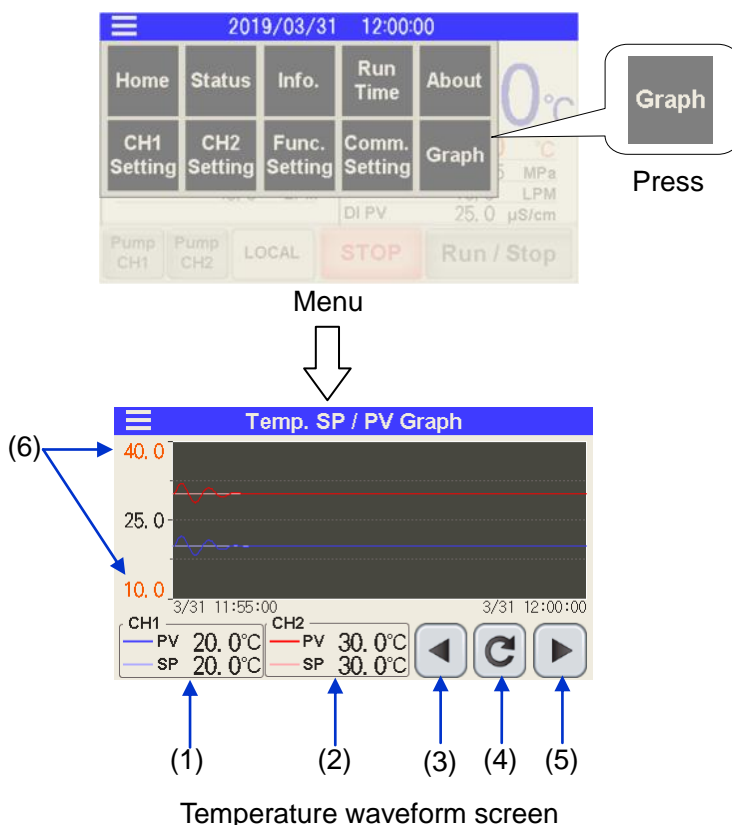 2019/03/31 12:00:00
Home Status Info. Run Time About
CH1 Setting CH2 Setting Func. Setting Comm. Setting Graph
0 °C
0 °C
5 MPa
LPM
DI PV 25.0 µS/cm
Pump CH1 Pump CH2 LOCAL STOP Run / Stop
Graph
Press
Menu
Temp. SP / PV Graph
(6)
40.0
25.0
10.0
3/31 11:55:00 3/31 12:00:00
CH1 CH2
PV 20.0°C PV 30.0°C
SP 20.0°C SP 30.0°C
(1) (2) (3) (4) (5)
Temperature waveform screen